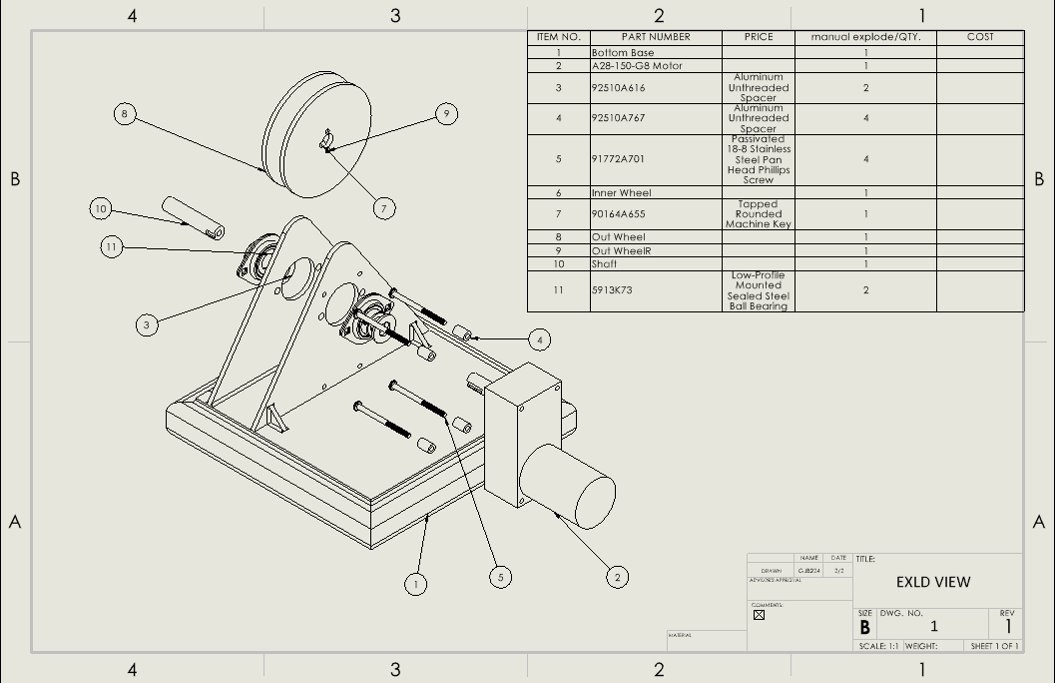 4 3 2 1
ITEM NO. PART NUMBER PRICE manual explode/QTY. COST
1 Bottom Base 1
2 A28-150-G8 Motor 1
3 92510A616 Aluminum Unthreaded Spacer 2
4 92510A767 Aluminum Unthreaded Spacer 4
5 91772A701 Passivated 18-8 Stainless Steel Pan Head Phillips Screw 4
6 Inner Wheel 1
7 90164A655 Tapped Rounded Machine Key 1
8 Out Wheel 1
9 Out WheelR 1
10 Shaft 1
11 5913K73 Low-Profile Mounted Sealed Steel Ball Bearing 2
8
9
B
B
10
7
11
3
4
A
A
1
5
2
NAME DATE
DRAWN 2/2
COMMENTS:
MATERIAL
TITLE:
EXLD VIEW
SIZE DWG. NO. REV
B 1 1
SCALE: 1:1 WEIGHT: SHEET 1 OF 1
4 3 2 1